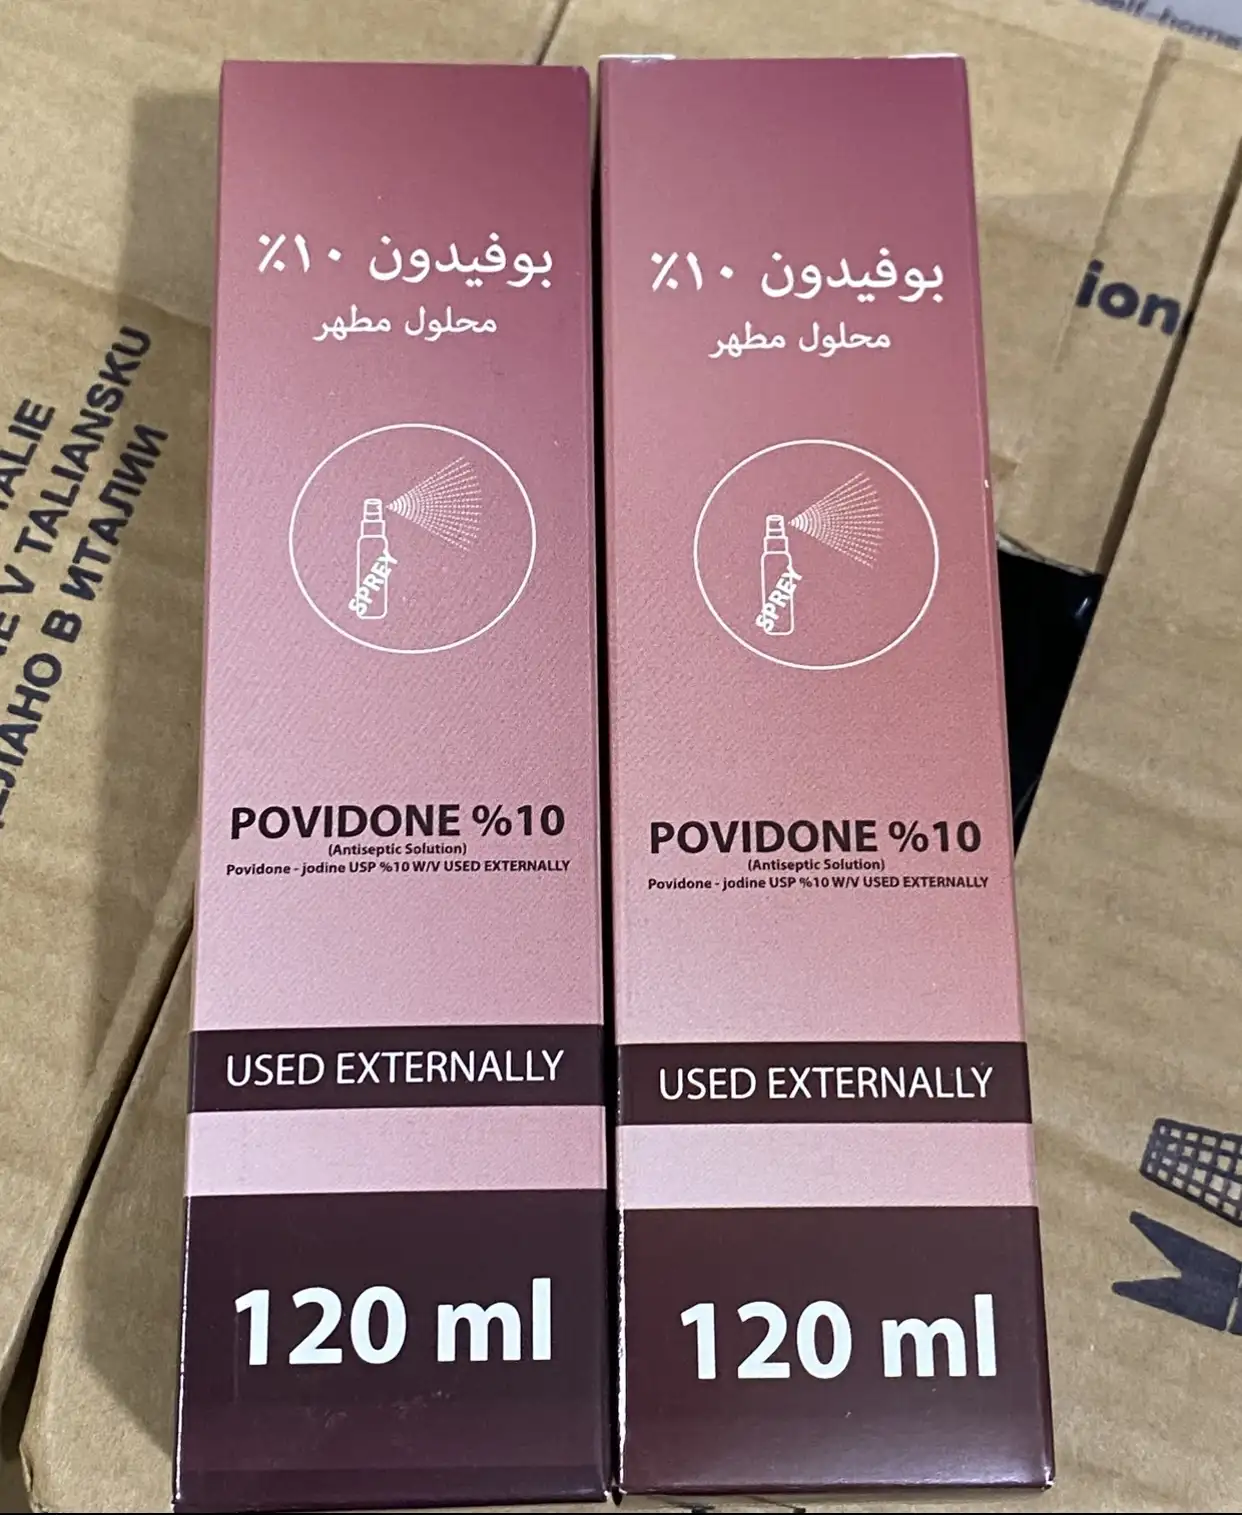 بوفيدون ١٠٪
محلول مطهر
SPREY
POVIDONE %10
(Antiseptic Solution)
Povidone - jodine USP %10 W/V USED EXTERNALLY
USED EXTERNALLY
120 ml
بوفيدون ١٠٪
محلول مطهر
SPREY
POVIDONE %10
(Antiseptic Solution)
Povidone - jodine USP %10 W/V USED EXTERNALLY
USED EXTERNALLY
120 ml
V TALIANSKU
В ИТАЛИИ
ion